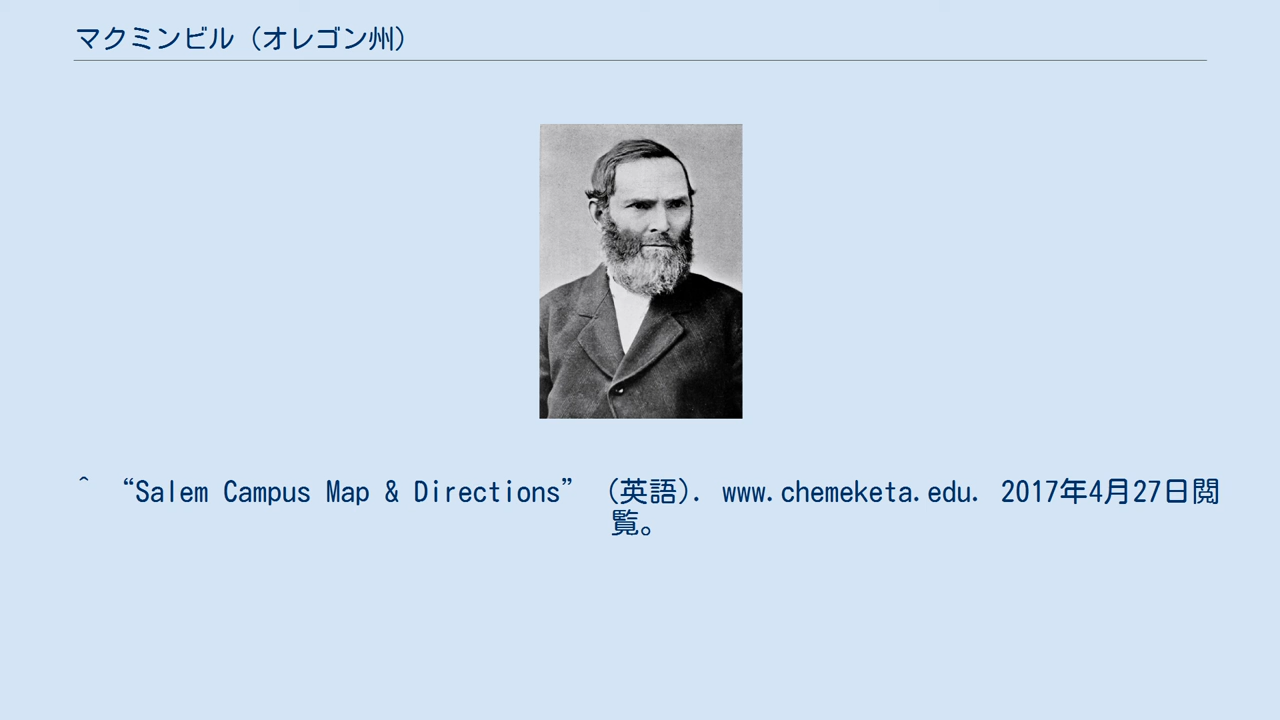 マクミンビル（オレゴン州）
^ “Salem Campus Map & Directions” （英語）. www.chemeketa.edu. 2017年4月27日閲
覧。